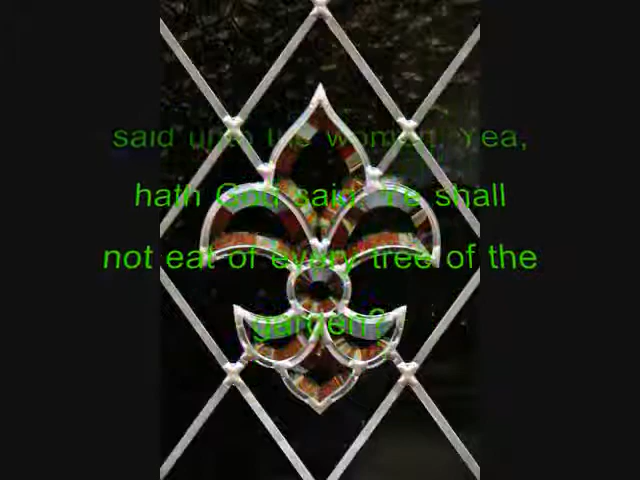 said unto the woman, Yea,
hath God said, Ye shall
not eat of every tree of the
garden?